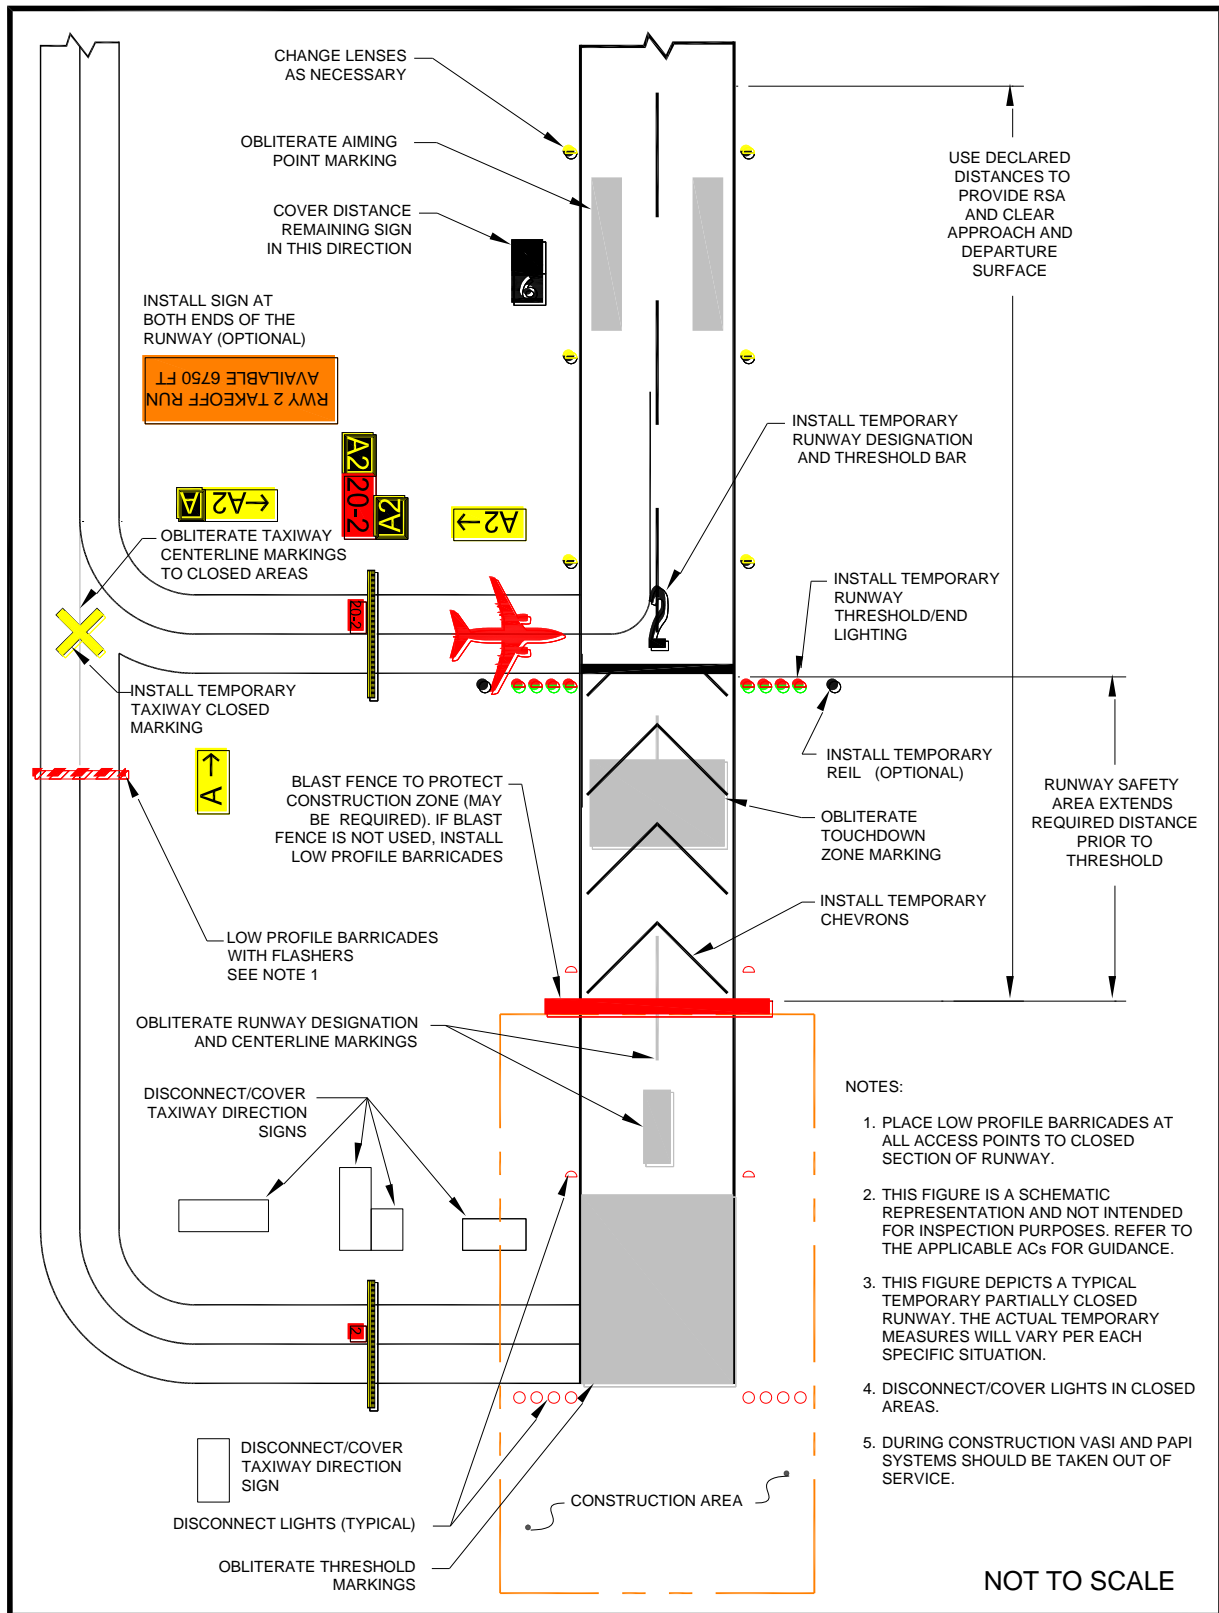 CHANGE LENSES
AS NECESSARY
OBLITERATE AIMING
POINT MARKING
COVER DISTANCE
REMAINING SIGN
IN THIS DIRECTION
6
INSTALL SIGN AT
BOTH ENDS OF THE
RUNWAY (OPTIONAL)
RWY 2 TAKEOFF RUN
AVAILABLE 6750 FT
USE DECLARED
DISTANCES TO
PROVIDE RSA
AND CLEAR
APPROACH AND
DEPARTURE
SURFACE
INSTALL TEMPORARY
RUNWAY DESIGNATION
AND THRESHOLD BAR
A2
20-2
A2
A
←A2
A2→
OBLITERATE TAXIWAY
CENTERLINE MARKINGS
TO CLOSED AREAS
20-2
2
INSTALL TEMPORARY
RUNWAY
THRESHOLD/END
LIGHTING
INSTALL TEMPORARY
TAXIWAY CLOSED
MARKING
A→
INSTALL TEMPORARY
REIL (OPTIONAL)
BLAST FENCE TO PROTECT
CONSTRUCTION ZONE (MAY
BE REQUIRED). IF BLAST
FENCE IS NOT USED, INSTALL
LOW PROFILE BARRICADES
OBLITERATE
TOUCHDOWN
ZONE MARKING
RUNWAY SAFETY
AREA EXTENDS
REQUIRED DISTANCE
PRIOR TO
THRESHOLD
INSTALL TEMPORARY
CHEVRONS
LOW PROFILE BARRICADES
WITH FLASHERS
SEE NOTE 1
OBLITERATE RUNWAY DESIGNATION
AND CENTERLINE MARKINGS
DISCONNECT/COVER
TAXIWAY DIRECTION
SIGNS
2
DISCONNECT/COVER
TAXIWAY DIRECTION
SIGN
DISCONNECT LIGHTS (TYPICAL)
OBLITERATE THRESHOLD
MARKINGS
CONSTRUCTION AREA
NOTES:
1. PLACE LOW PROFILE BARRICADES AT
ALL ACCESS POINTS TO CLOSED
SECTION OF RUNWAY.
2. THIS FIGURE IS A SCHEMATIC
REPRESENTATION AND NOT INTENDED
FOR INSPECTION PURPOSES. REFER TO
THE APPLICABLE ACs FOR GUIDANCE.
3. THIS FIGURE DEPICTS A TYPICAL
TEMPORARY PARTIALLY CLOSED
RUNWAY. THE ACTUAL TEMPORARY
MEASURES WILL VARY PER EACH
SPECIFIC SITUATION.
4. DISCONNECT/COVER LIGHTS IN CLOSED
AREAS.
5. DURING CONSTRUCTION VASI AND PAPI
SYSTEMS SHOULD BE TAKEN OUT OF
SERVICE.
NOT TO SCALE